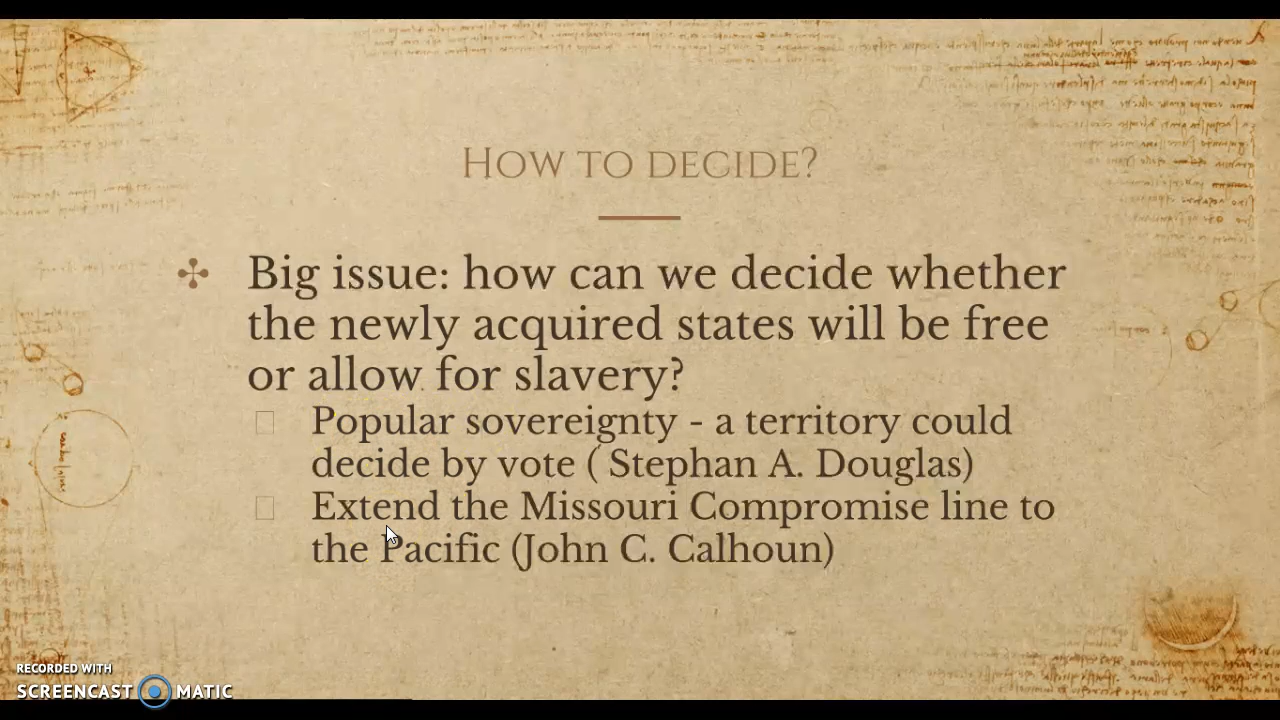 How to decide?
Big issue: how can we decide whether
the newly acquired states will be free
or allow for slavery?
Popular sovereignty - a territory could
decide by vote ( Stephan A. Douglas)
Extend the Missouri Compromise line to
the Pacific (John C. Calhoun)
RECORDED WITH
SCREENCAST MATIC